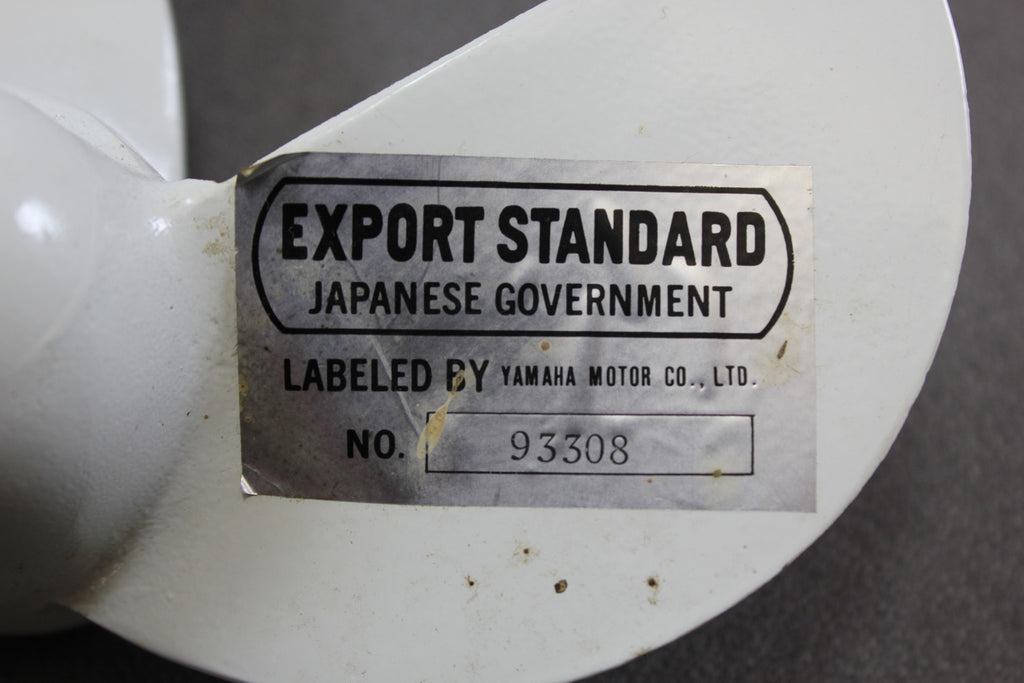 EXPORT STANDARD
JAPANESE GOVERNMENT
LABELED BY YAMAHA MOTOR CO., LTD.
NO. 93308